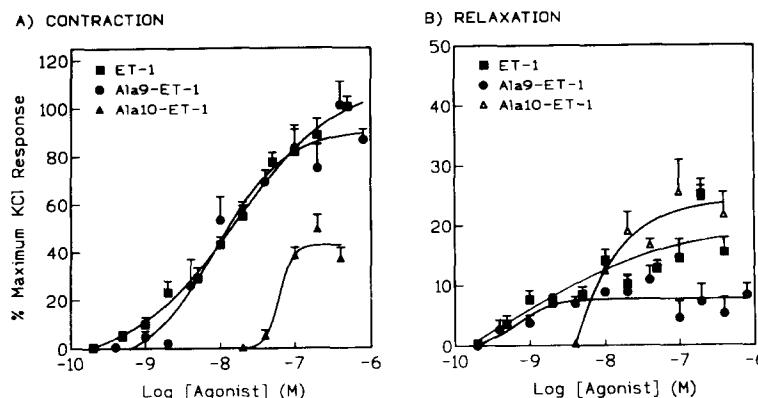 A) CONTRACTION
% Maximum KCl Response
120
100
80
60
40
20
0
ET-1
Ala9-ET-1
Ala10-ET-1
-10
-9
-8
-7
-6
Log [Agonist] (M)
B) RELAXATION
50
40
30
20
10
0
ET-1
Ala9-ET-1
Ala10-ET-1
-10
-9
-8
-7
-6
Log [Agonist] (M)